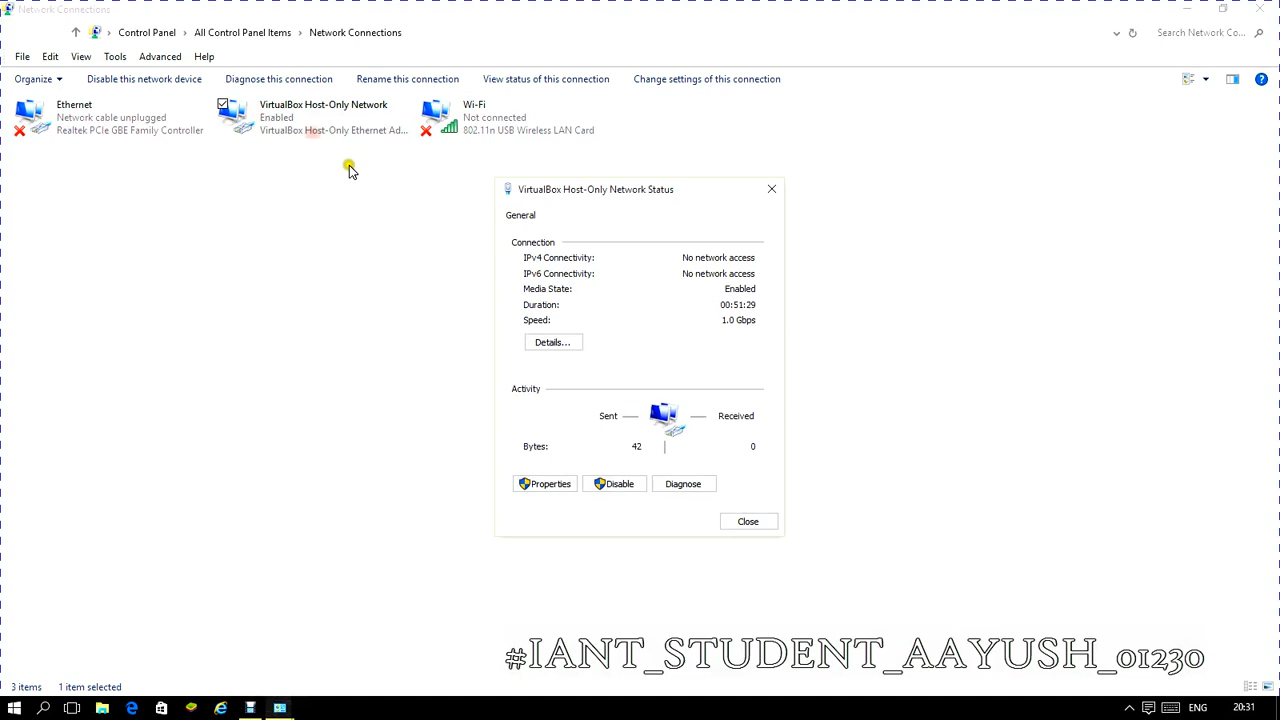 Network Connections
Control Panel > All Control Panel Items > Network Connections
Search Network Co...
File Edit View Tools Advanced Help
Organize Disable this network device Diagnose this connection Rename this connection View status of this connection Change settings of this connection
Ethernet
Network cable unplugged
Realtek PCIe GBE Family Controller
VirtualBox Host-Only Network
Enabled
VirtualBox Host-Only Ethernet Ad...
Wi-Fi
Not connected
802.11n USB Wireless LAN Card
VirtualBox Host-Only Network Status
General
Connection
IPv4 Connectivity: No network access
IPv6 Connectivity: No network access
Media State: Enabled
Duration: 00:51:29
Speed: 1.0 Gbps
Details...
Activity
Sent Received
Bytes: 42 0
Properties Disable Diagnose
Close
#IANT_STUDENT_AAYUSH_01230
3 items 1 item selected
ENG 20:31